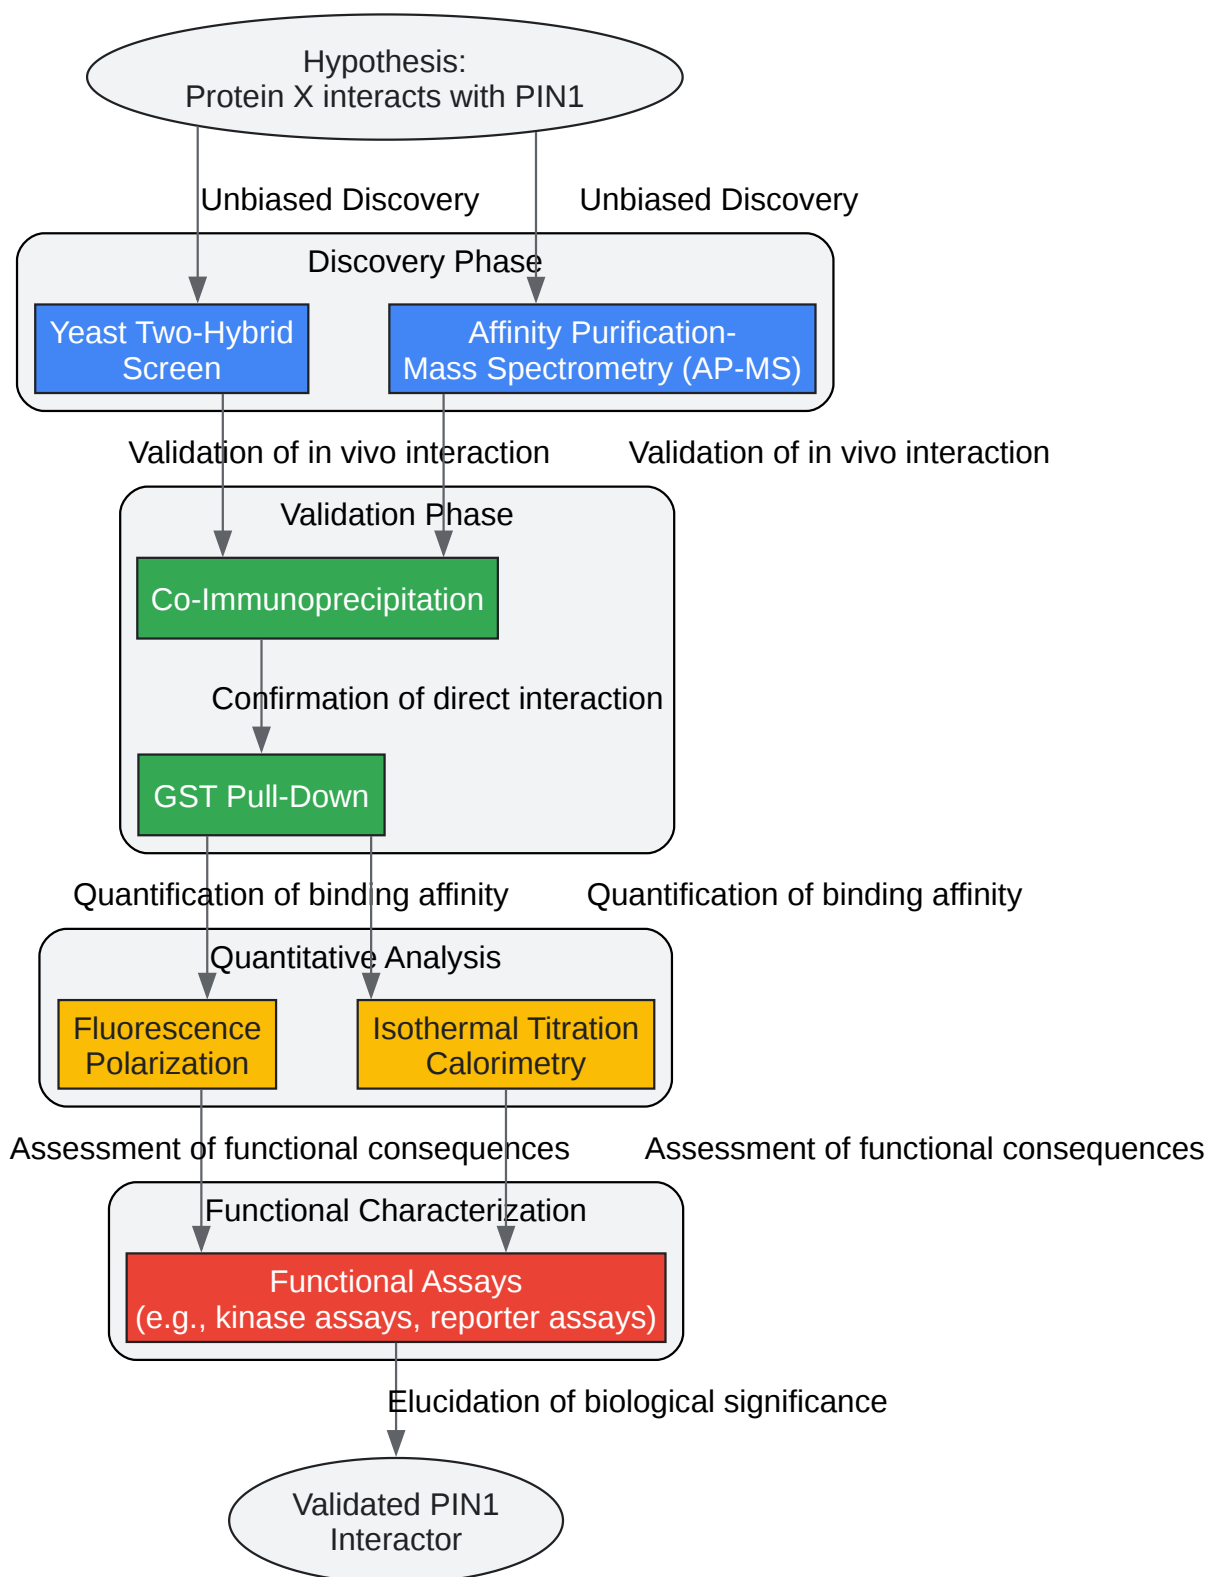 Hypothesis:
Protein X interacts with PIN1
Unbiased Discovery
Unbiased Discovery
Discovery Phase
Yeast Two-Hybrid
Screen
Affinity Purification-
Mass Spectrometry (AP-MS)
Validation of in vivo interaction
Validation of in vivo interaction
Validation Phase
Co-Immunoprecipitation
Confirmation of direct interaction
GST Pull-Down
Quantification of binding affinity
Quantification of binding affinity
Quantitative Analysis
Fluorescence
Polarization
Isothermal Titration
Calorimetry
Assessment of functional consequences
Assessment of functional consequences
Functional Characterization
Functional Assays
(e.g., kinase assays, reporter assays)
Elucidation of biological significance
Validated PIN1
Interactor